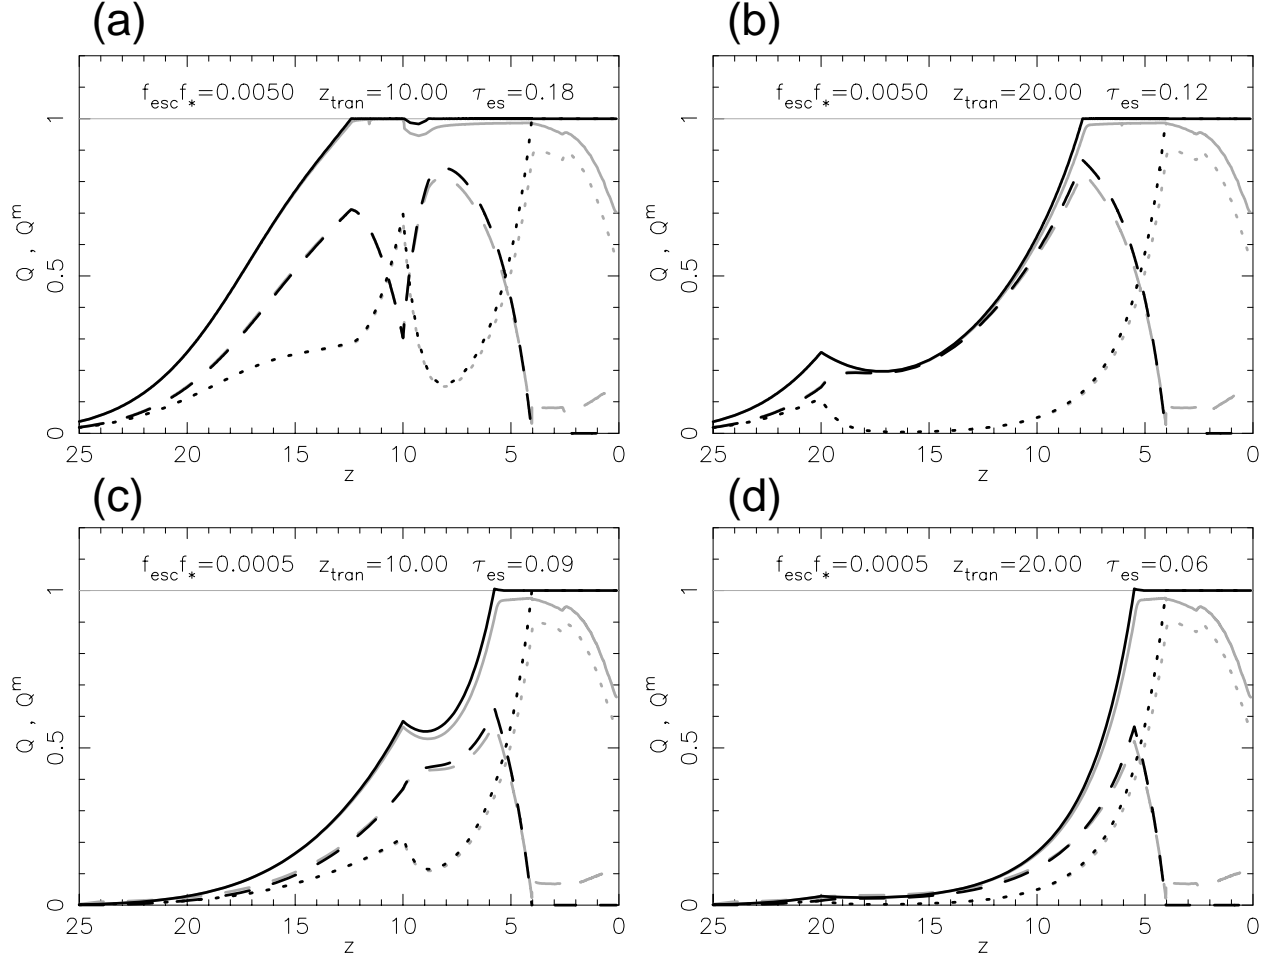 (a)
f_esc f_*=0.0050 z_tran=10.00 τ_es=0.18
1
0.5
0
Q , Q^m
25 20 15 10 5 0
z
(b)
f_esc f_*=0.0050 z_tran=20.00 τ_es=0.12
1
0.5
0
Q , Q^m
25 20 15 10 5 0
z
(c)
f_esc f_*=0.0005 z_tran=10.00 τ_es=0.09
1
0.5
0
Q , Q^m
25 20 15 10 5 0
z
(d)
f_esc f_*=0.0005 z_tran=20.00 τ_es=0.06
1
0.5
0
Q , Q^m
25 20 15 10 5 0
z